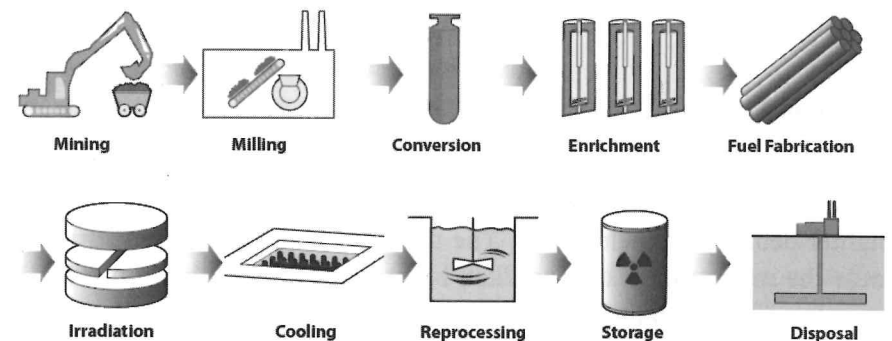 Mining
Milling
Conversion
Enrichment
Fuel Fabrication
Irradiation
Cooling
Reprocessing
Storage
Disposal